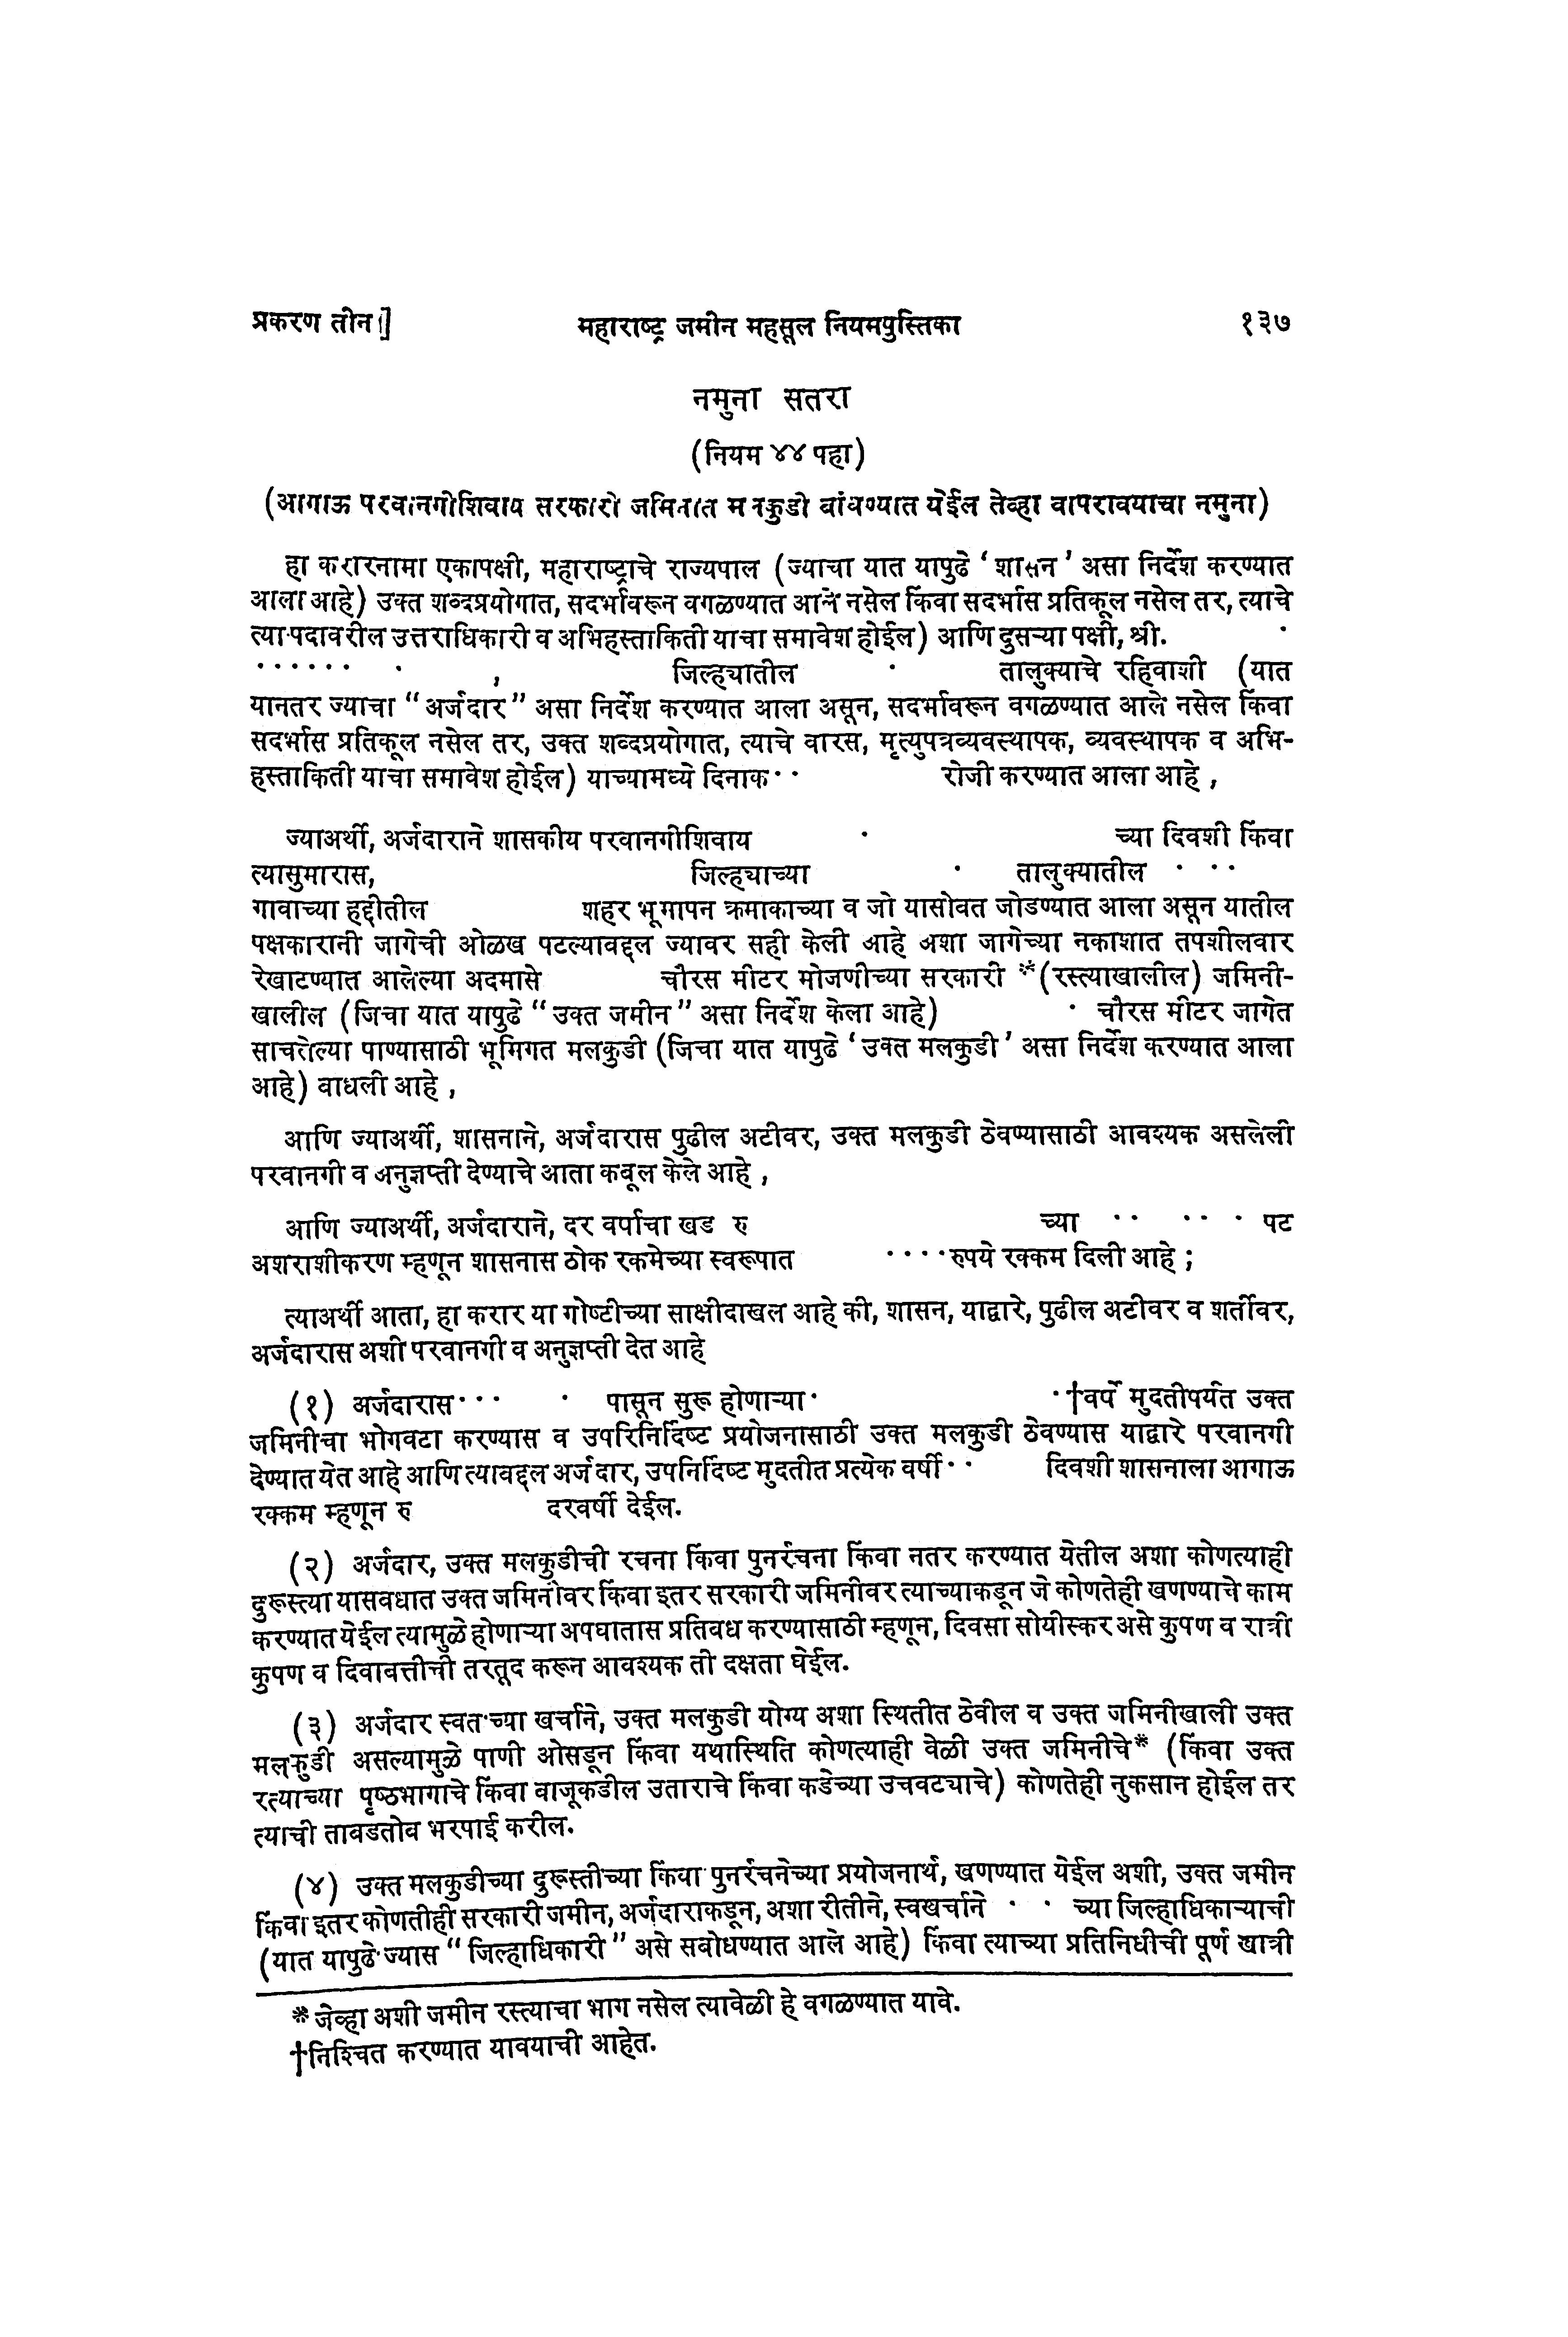 प्रकरण तीन]
महाराष्ट्र जमीन महसूल नियमपुस्तिका
१३७
नमुना सतरा
(नियम ४४ पहा)
(आगाऊ परवानगीशिवाय सरकारी जमिनीत मलकुडी बांधण्यात येईल तेव्हा वापरावयाचा नमुना)
हा करारनामा एकापक्षी, महाराष्ट्राचे राज्यपाल (ज्याचा यात यापुढे ‘ शासन ’ असा निर्देश करण्यात
आला आहे) उक्त शब्दप्रयोगात, सदर्भावरून वगळण्यात आले नसेल किंवा सदर्भास प्रतिकूल नसेल तर, त्याचे
त्या पदावरील उत्तराधिकारी व अभिहस्ताकिती याचा समावेश होईल) आणि दुसऱ्या पक्षी, श्री. .
. . . . . . . , जिल्ह्यातील . तालुक्याचे रहिवाशी (यात
यानतर ज्याचा “ अर्जदार ” असा निर्देश करण्यात आला असून, सदर्भावरून वगळण्यात आले नसेल किंवा
सदर्भास प्रतिकूल नसेल तर, उक्त शब्दप्रयोगात, त्याचे वारस, मृत्युपत्रव्यवस्थापक, व्यवस्थापक व अभि-
हस्ताकिती याचा समावेश होईल) याच्यामध्ये दिनाक . . रोजी करण्यात आला आहे ,
ज्याअर्थी, अर्जदाराने शासकीय परवानगीशिवाय . च्या दिवशी किंवा
त्यासुमारास, जिल्ह्याच्या . तालुक्यातील . . .
गावाच्या हद्दीतील शहर भूमापन क्रमाकाच्या व जो यासोबत जोडण्यात आला असून यातील
पक्षकारानी जागेची ओळख पटल्याबद्दल ज्यावर सही केली आहे अशा जागेच्या नकाशात तपशीलवार
रेखाटण्यात आलेल्या अदमासे चौरस मीटर मोजणीच्या सरकारी *(रस्त्याखालील) जमिनी-
खालील (जिचा यात यापुढे “ उक्त जमीन ” असा निर्देश केला आहे) . चौरस मीटर जागेत
साचलेल्या पाण्यासाठी भूमिगत मलकुडी (जिचा यात यापुढे ‘ उक्त मलकुडी ’ असा निर्देश करण्यात आला
आहे) बाधली आहे ,
आणि ज्याअर्थी, शासनाने, अर्जदारास पुढील अटीवर, उक्त मलकुडी ठेवण्यासाठी आवश्यक असलेली
परवानगी व अनुज्ञप्ती देण्याचे आता कबूल केले आहे ,
आणि ज्याअर्थी, अर्जदाराने, दर वर्षाचा खड रु च्या . . . . . पट
अशराशीकरण म्हणून शासनास ठोक रकमेच्या स्वरूपात . . . . रुपये रक्कम दिली आहे ;
त्याअर्थी आता, हा करार या गोष्टीच्या साक्षीदाखल आहे की, शासन, याद्वारे, पुढील अटीवर व शर्तीवर,
अर्जदारास अशी परवानगी व अनुज्ञप्ती देत आहे
(१) अर्जदारास . . . . पासून सुरू होणाऱ्या . . . †वर्षे मुदतीपर्यत उक्त
जमिनीचा भोगवटा करण्यास व उपरिनिर्दिष्ट प्रयोजनासाठी उक्त मलकुडी ठेवण्यास याद्वारे परवानगी
देण्यात येत आहे आणि त्याबद्दल अर्जदार, उपनिर्दिष्ट मुदतीत प्रत्येक वर्षी . . दिवशी शासनाला आगाऊ
रक्कम म्हणून रु दरवर्षी देईल.
(२) अर्जदार, उक्त मलकुडीची रचना किंवा पुनर्रचना किंवा नतर करण्यात येतील अशा कोणत्याही
दुरूस्त्या यासबधात उक्त जमिनीवर किंवा इतर सरकारी जमिनीवर त्याच्याकडून जे कोणतेही खणण्याचे काम
करण्यात येईल त्यामुळे होणाऱ्या अपघातास प्रतिबध करण्यासाठी म्हणून, दिवसा सोयीस्कर असे कुपण व रात्री
कुपण व दिवाबत्तीची तरतूद करून आवश्यक ती दक्षता घेईल.
(३) अर्जदार स्वत च्या खर्चाने, उक्त मलकुडी योग्य अशा स्थितीत ठेवील व उक्त जमिनीखाली उक्त
मलकुडी असल्यामुळे पाणी ओसडून किंवा यथास्थिति कोणत्याही वेळी उक्त जमिनीचे* (किंवा उक्त
रत्याच्या पृष्ठभागाचे किंवा बाजूकडील उताराचे किंवा कडेच्या उचवट्याचे) कोणतेही नुकसान होईल तर
त्याची ताबडतोब भरपाई करील.
(४) उक्त मलकुडीच्या दुरूस्तीच्या किंवा पुनर्रचनेच्या प्रयोजनार्थ, खणण्यात येईल अशी, उक्त जमीन
किंवा इतर कोणतीही सरकारी जमीन, अर्जदाराकडून, अशा रीतीने, स्वखर्चाने . . च्या जिल्हाधिकाऱ्याची
(यात यापुढे ज्यास “ जिल्हाधिकारी ” असे सबोधण्यात आले आहे) किंवा त्याच्या प्रतिनिधीची पूर्ण खात्री
*जेव्हा अशी जमीन रस्त्याचा भाग नसेल त्यावेळी हे वगळण्यात यावे.
†निश्चित करण्यात यावयाची आहेत.